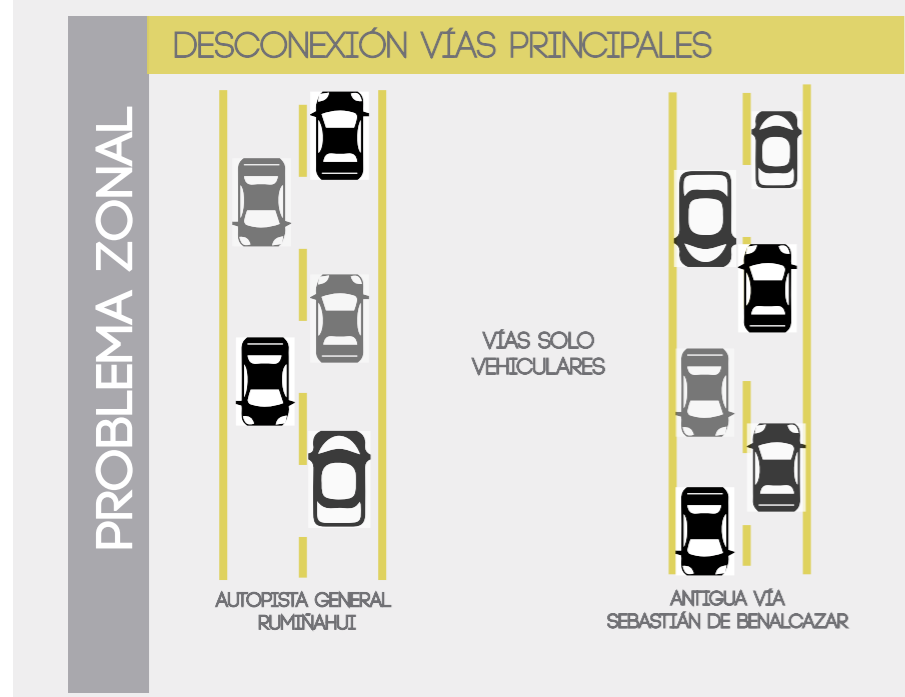 DESCONEXIÓN VÍAS PRINCIPALES
PROBLEMA ZONAL
VÍAS SOLO
VEHICULARES
AUTOPISTA GENERAL
RUMIÑAHUI
ANTIGUA VÍA
SEBASTIÁN DE BENALCAZAR